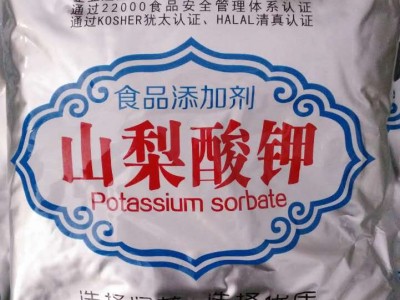 通过22000食品安全管理体系认证
通过KOSHER犹太认证、HALAL清真认证
食品添加剂
山梨酸钾
Potassium sorbate